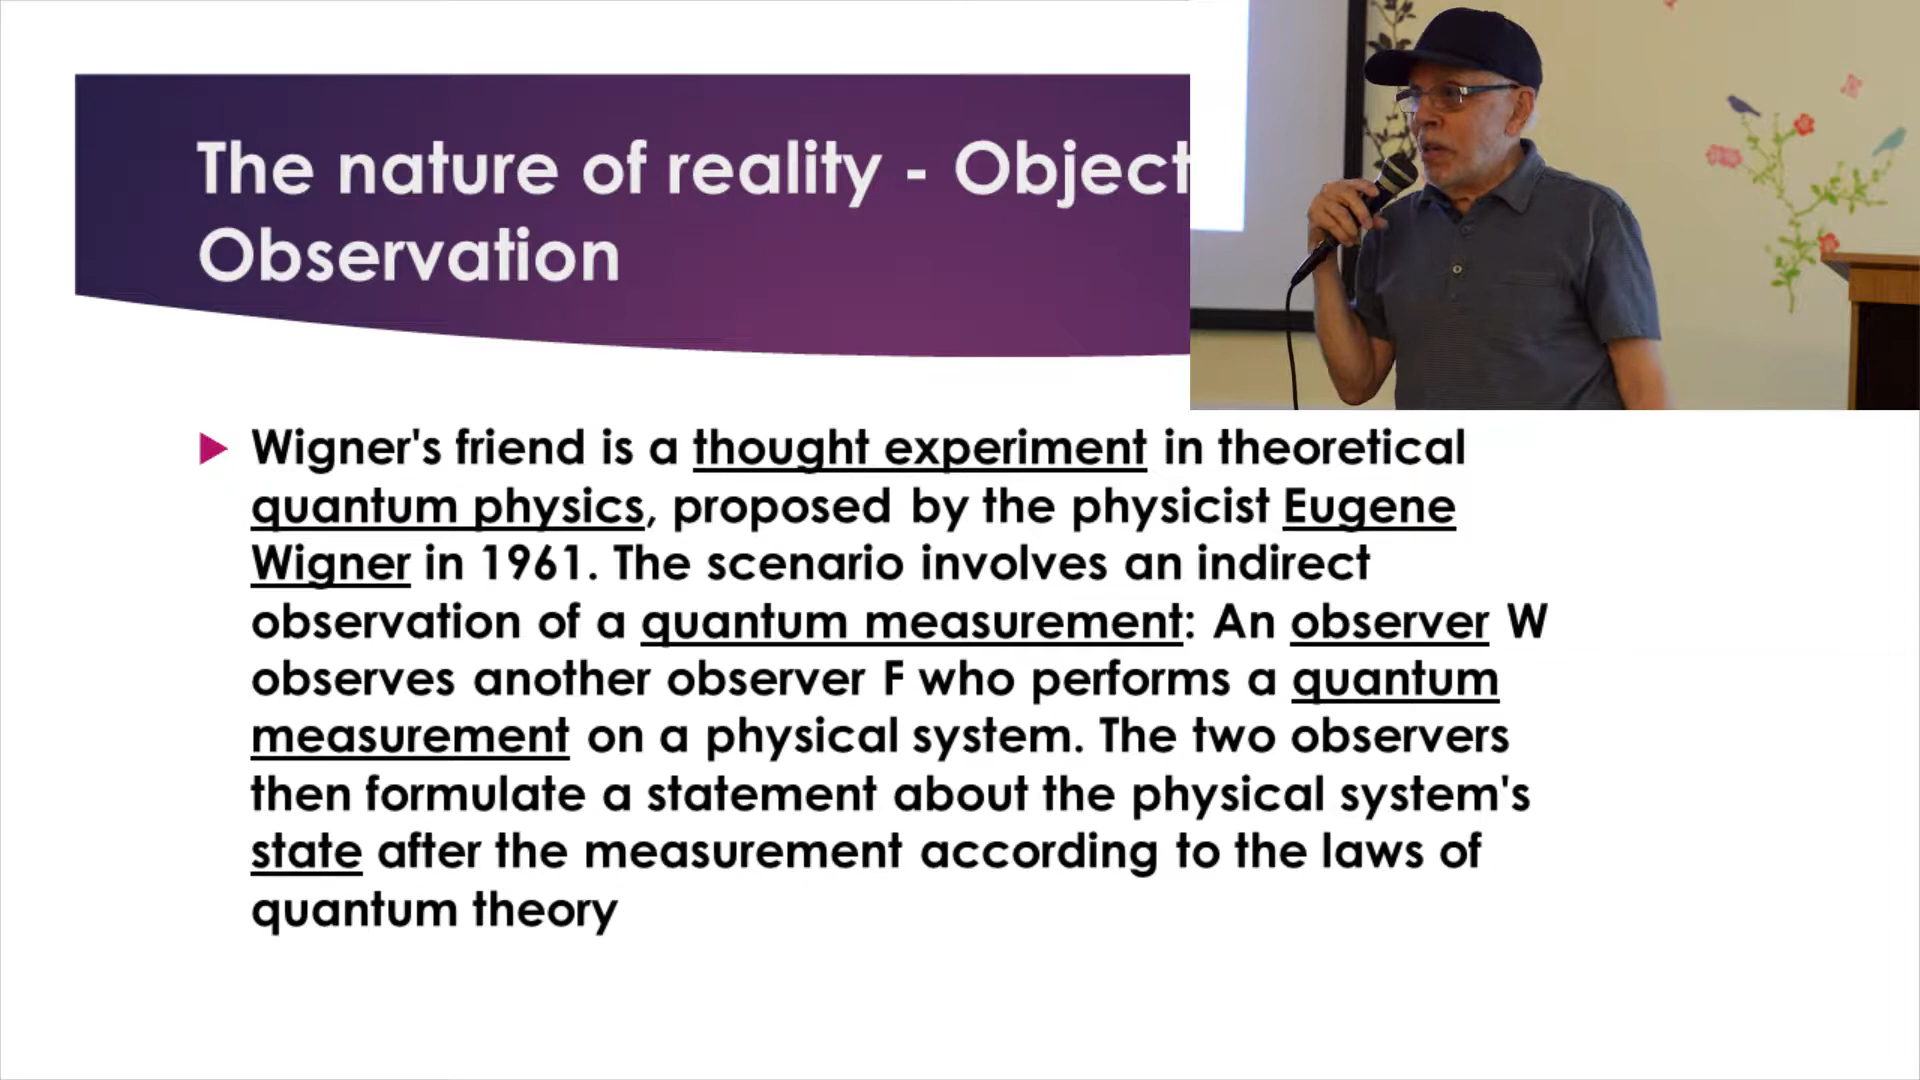 The nature of reality - Object
Observation
Wigner's friend is a thought experiment in theoretical
quantum physics, proposed by the physicist Eugene
Wigner in 1961. The scenario involves an indirect
observation of a quantum measurement: An observer W
observes another observer F who performs a quantum
measurement on a physical system. The two observers
then formulate a statement about the physical system's
state after the measurement according to the laws of
quantum theory